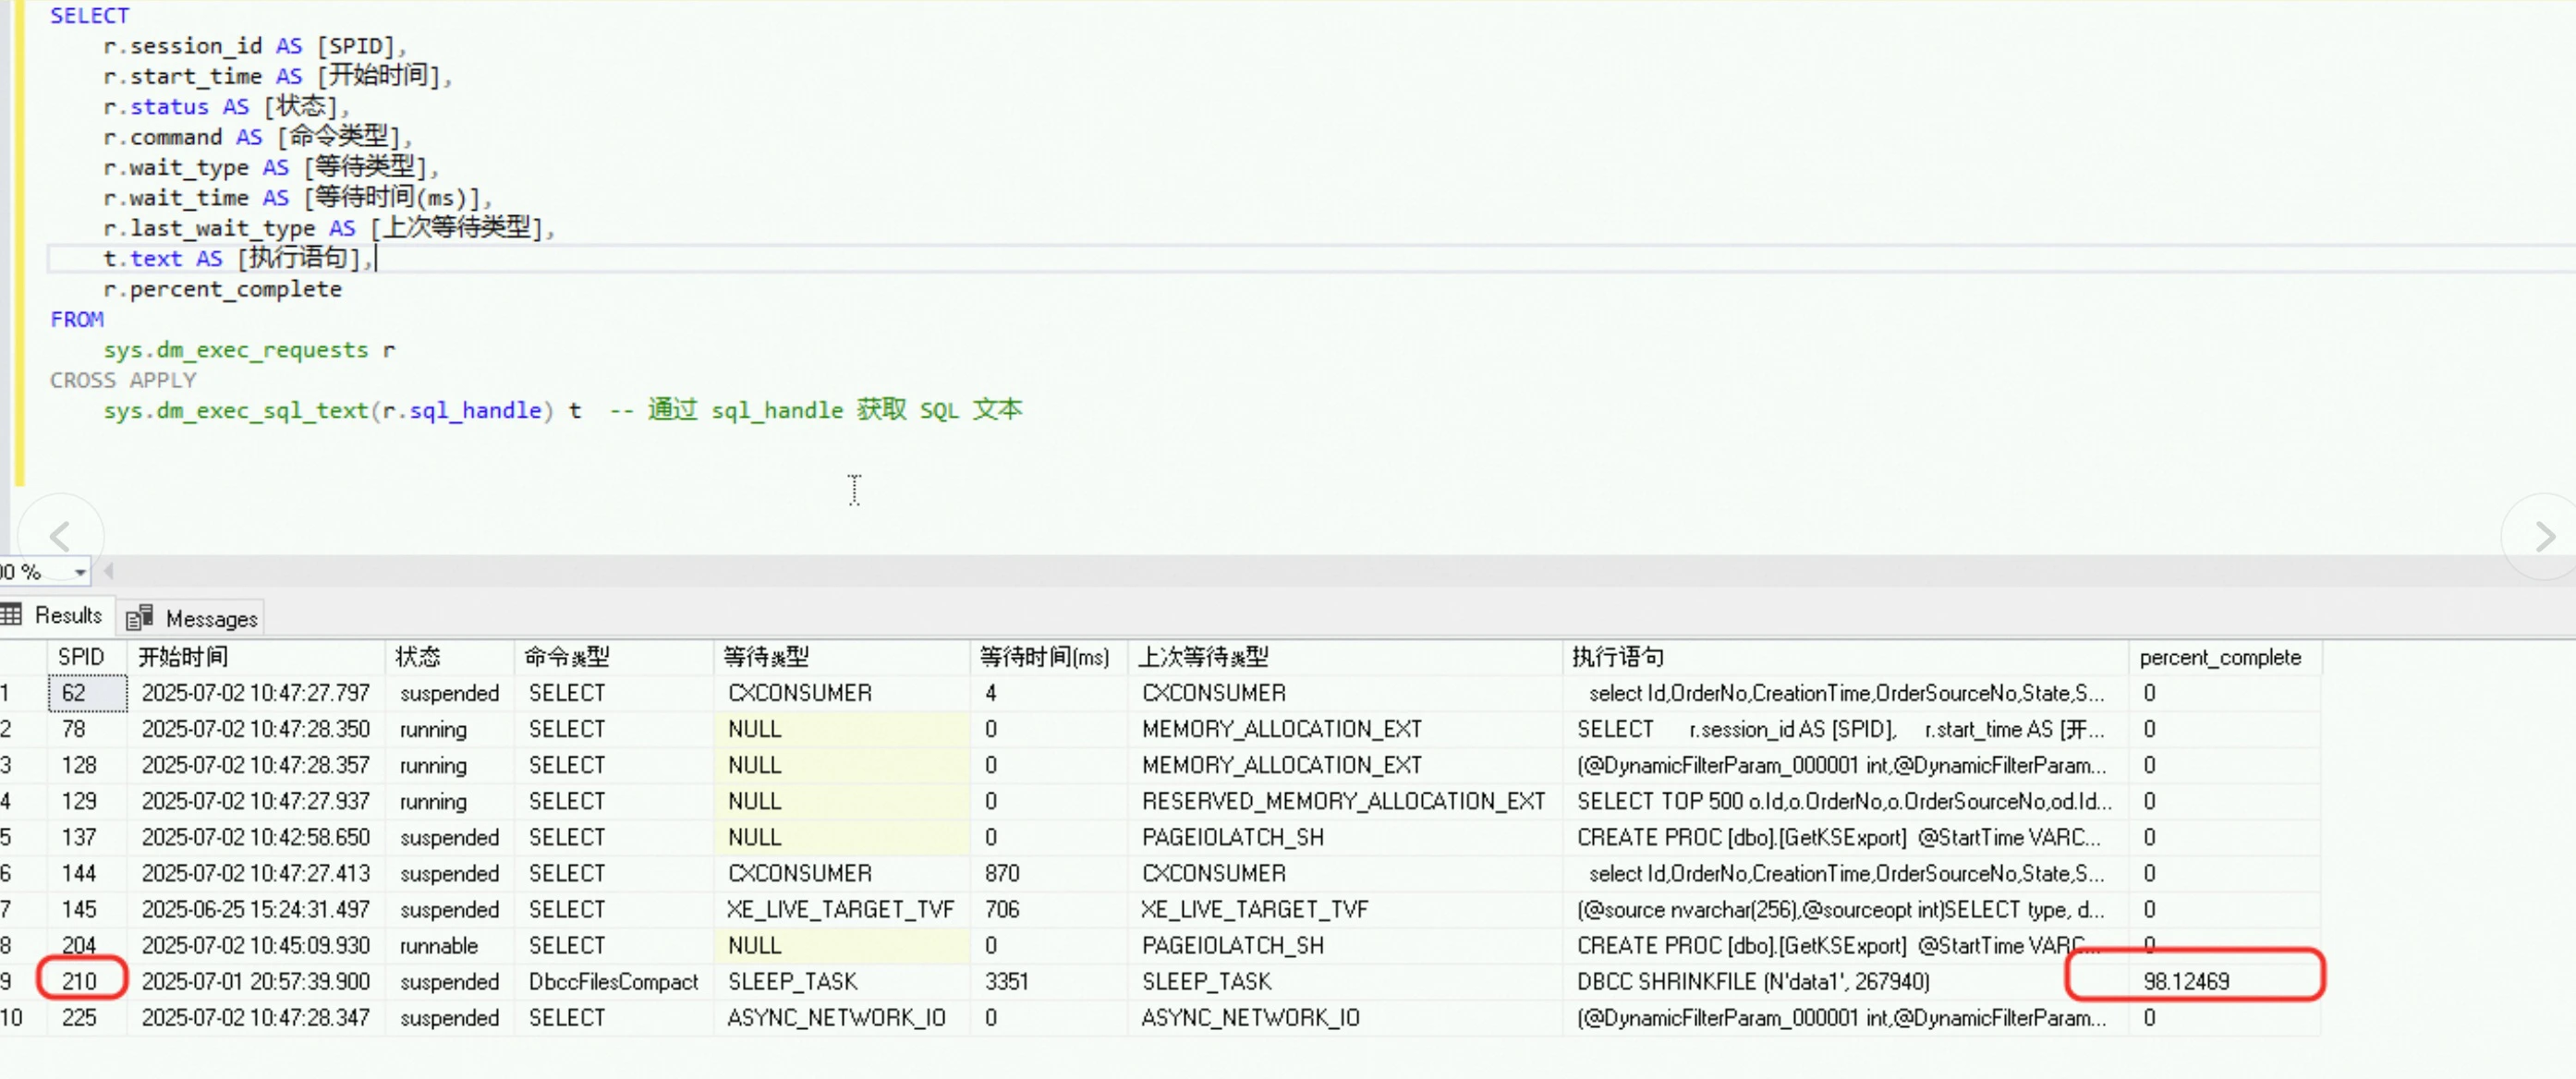 SELECT
r.session_id AS [SPID],
r.start_time AS [开始时间],
r.status AS [状态],
r.command AS [命令类型],
r.wait_type AS [等待类型],
r.wait_time AS [等待时间(ms)],
r.last_wait_type AS [上次等待类型],
t.text AS [执行语句],
r.percent_complete
FROM
sys.dm_exec_requests r
CROSS APPLY
sys.dm_exec_sql_text(r.sql_handle) t -- 通过 sql_handle 获取 SQL 文本
00 %
Results Messages
SPID 开始时间 状态 命令类型 等待类型 等待时间(ms) 上次等待类型 执行语句 percent_complete
1 62 2025-07-02 10:47:27.797 suspended SELECT CXCONSUMER 4 CXCONSUMER select Id,OrderNo,CreationTime,OrderSourceNo,State,S... 0
2 78 2025-07-02 10:47:28.350 running SELECT NULL 0 MEMORY_ALLOCATION_EXT SELECT r.session_id AS [SPID], r.start_time AS [开... 0
3 128 2025-07-02 10:47:28.357 running SELECT NULL 0 MEMORY_ALLOCATION_EXT (@DynamicFilterParam_000001 int,@DynamicFilterParam... 0
4 129 2025-07-02 10:47:27.937 running SELECT NULL 0 RESERVED_MEMORY_ALLOCATION_EXT SELECT TOP 500 o.Id,o.OrderNo,o.OrderSourceNo,od.Id... 0
5 137 2025-07-02 10:42:58.650 suspended SELECT NULL 0 PAGEIOLATCH_SH CREATE PROC [dbo].[GetKSExport] @StartTime VARC... 0
6 144 2025-07-02 10:47:27.413 suspended SELECT CXCONSUMER 870 CXCONSUMER select Id,OrderNo,CreationTime,OrderSourceNo,State,S... 0
7 145 2025-06-25 15:24:31.497 suspended SELECT XE_LIVE_TARGET_TVF 706 XE_LIVE_TARGET_TVF (@source nvarchar(256),@sourceopt int)SELECT type, d... 0
8 204 2025-07-02 10:45:09.930 runnable SELECT NULL 0 PAGEIOLATCH_SH CREATE PROC [dbo].[GetKSExport] @StartTime VARC... 0
9 210 2025-07-01 20:57:39.900 suspended DbccFilesCompact SLEEP_TASK 3351 SLEEP_TASK DBCC SHRINKFILE (N'data1', 267940) 98.12469
10 225 2025-07-02 10:47:28.347 suspended SELECT ASYNC_NETWORK_IO 0 ASYNC_NETWORK_IO (@DynamicFilterParam_000001 int,@DynamicFilterParam... 0